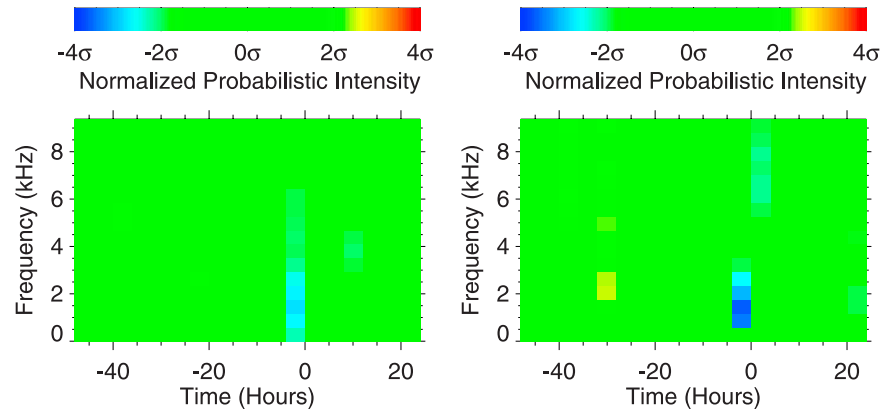 -4σ -2σ 0σ 2σ 4σ
Normalized Probabilistic Intensity
8
6
4
2
0
Frequency (kHz)
-40 -20 0 20
Time (Hours)
-4σ -2σ 0σ 2σ 4σ
Normalized Probabilistic Intensity
8
6
4
2
0
Frequency (kHz)
-40 -20 0 20
Time (Hours)